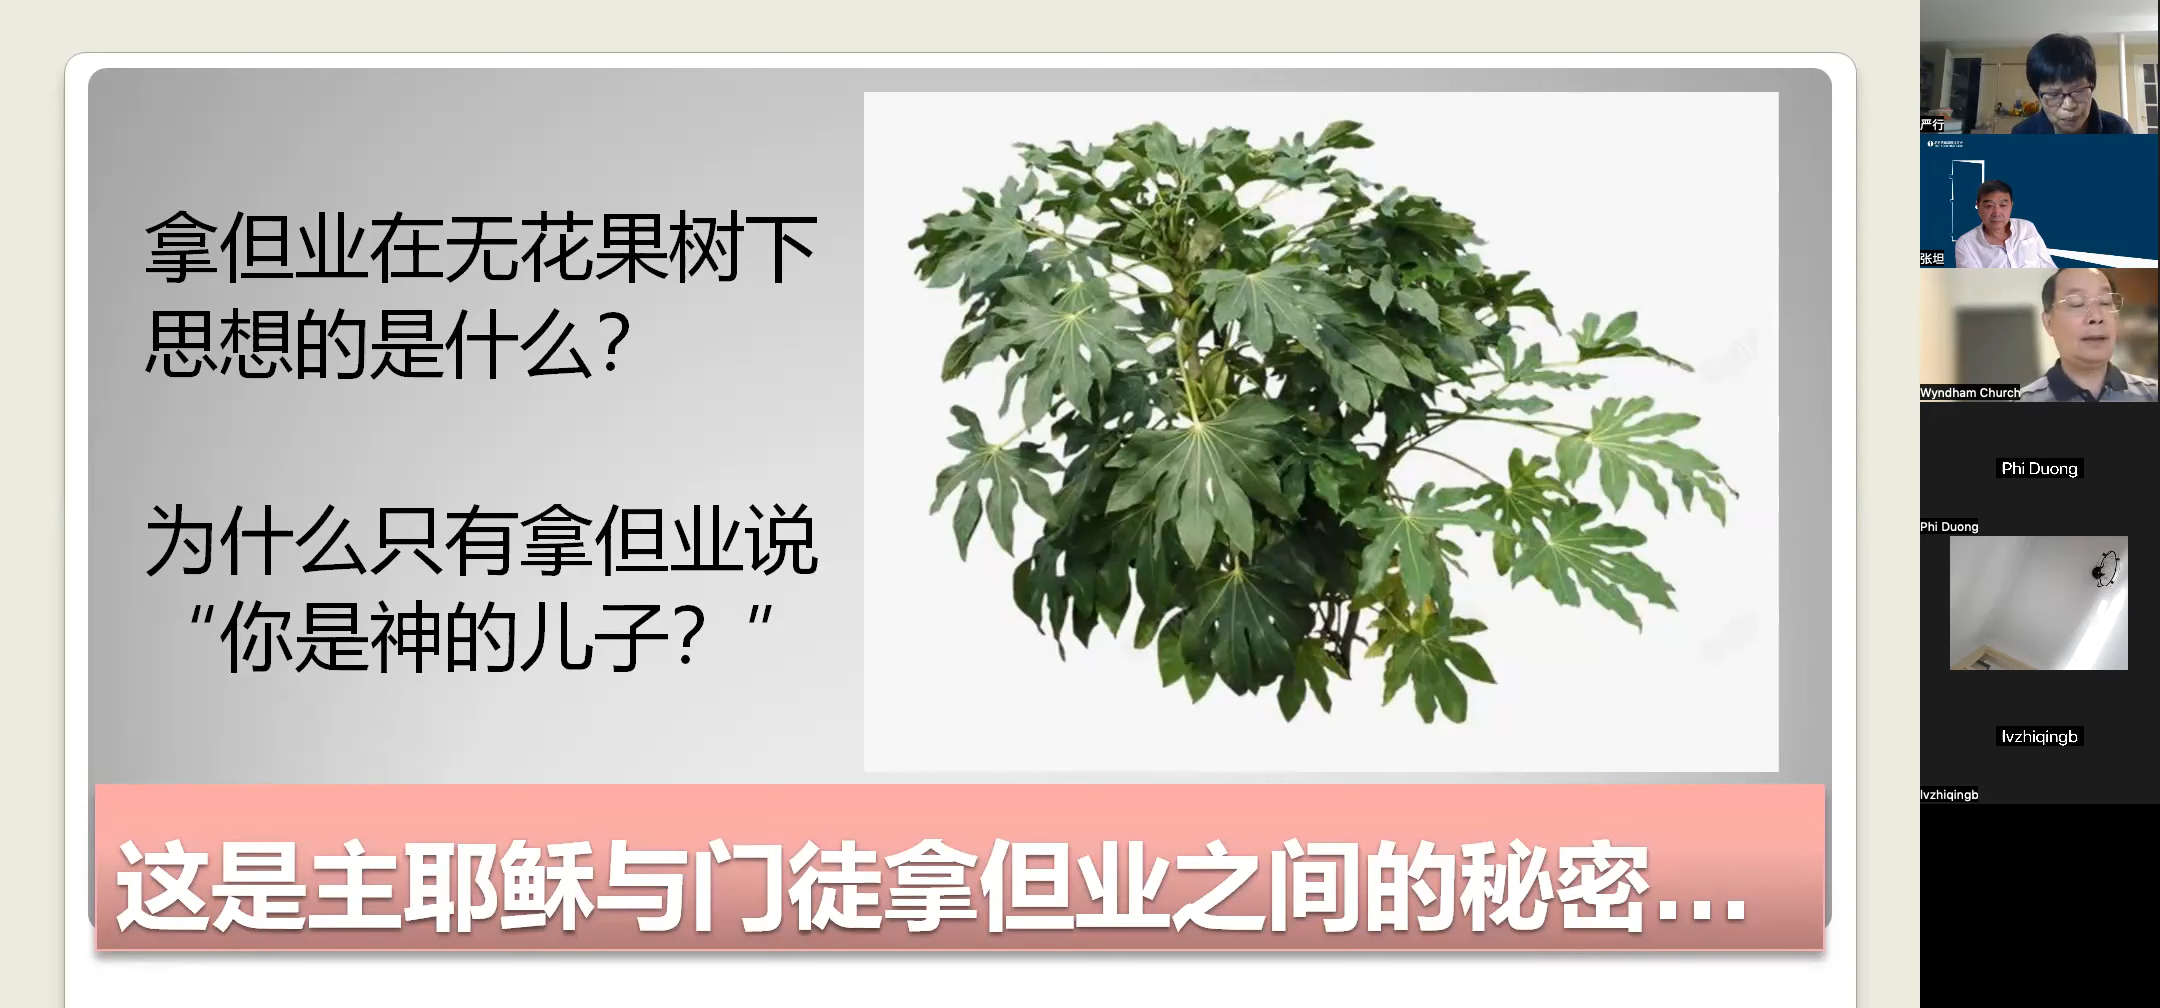 拿但业在无花果树下
思想的是什么？
为什么只有拿但业说
“你是神的儿子？”
这是主耶稣与门徒拿但业之间的秘密...
严行
张坦
Wyndham Church
Phi Duong
Phi Duong
lvzhiqingb
lvzhiqingb